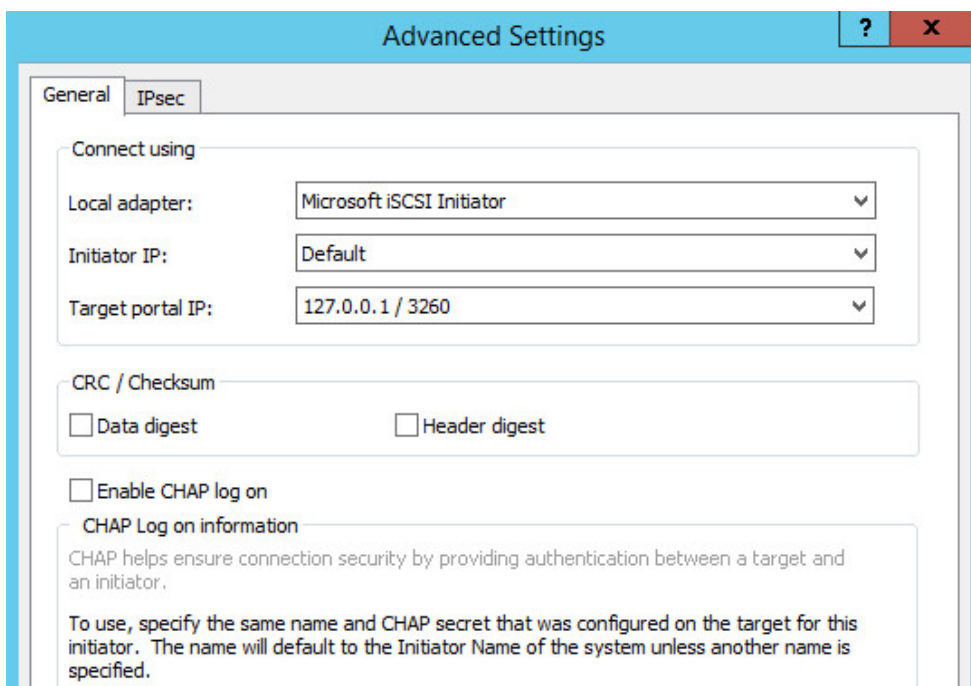 Advanced Settings
? x
General IPsec
Connect using
Local adapter: Microsoft iSCSI Initiator
Initiator IP: Default
Target portal IP: 127.0.0.1 / 3260
CRC / Checksum
Data digest Header digest
Enable CHAP log on
CHAP Log on information
CHAP helps ensure connection security by providing authentication between a target and
an initiator.
To use, specify the same name and CHAP secret that was configured on the target for this
initiator. The name will default to the Initiator Name of the system unless another name is
specified.